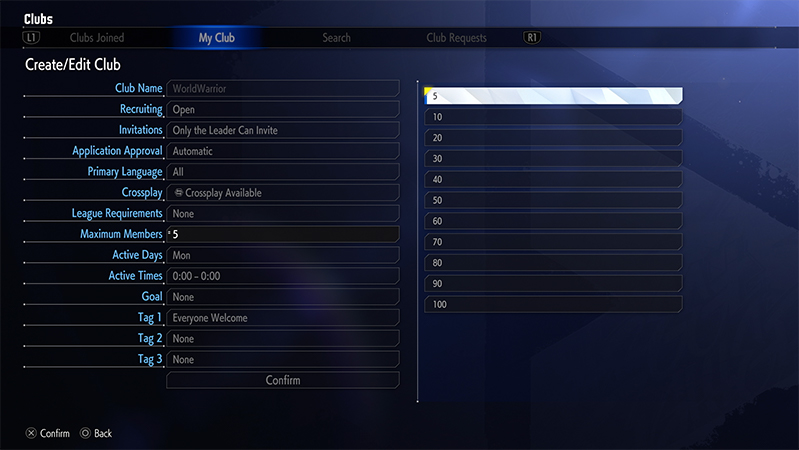 Clubs
L1 Clubs Joined My Club Search Club Requests R1
Create/Edit Club
Club Name WorldWarrior
Recruiting Open
Invitations Only the Leader Can Invite
Application Approval Automatic
Primary Language All
Crossplay Crossplay Available
League Requirements None
Maximum Members 5
Active Days Mon
Active Times 0:00 – 0:00
Goal None
Tag 1 Everyone Welcome
Tag 2 None
Tag 3 None
Confirm
5
10
20
30
40
50
60
70
80
90
100
Confirm Back